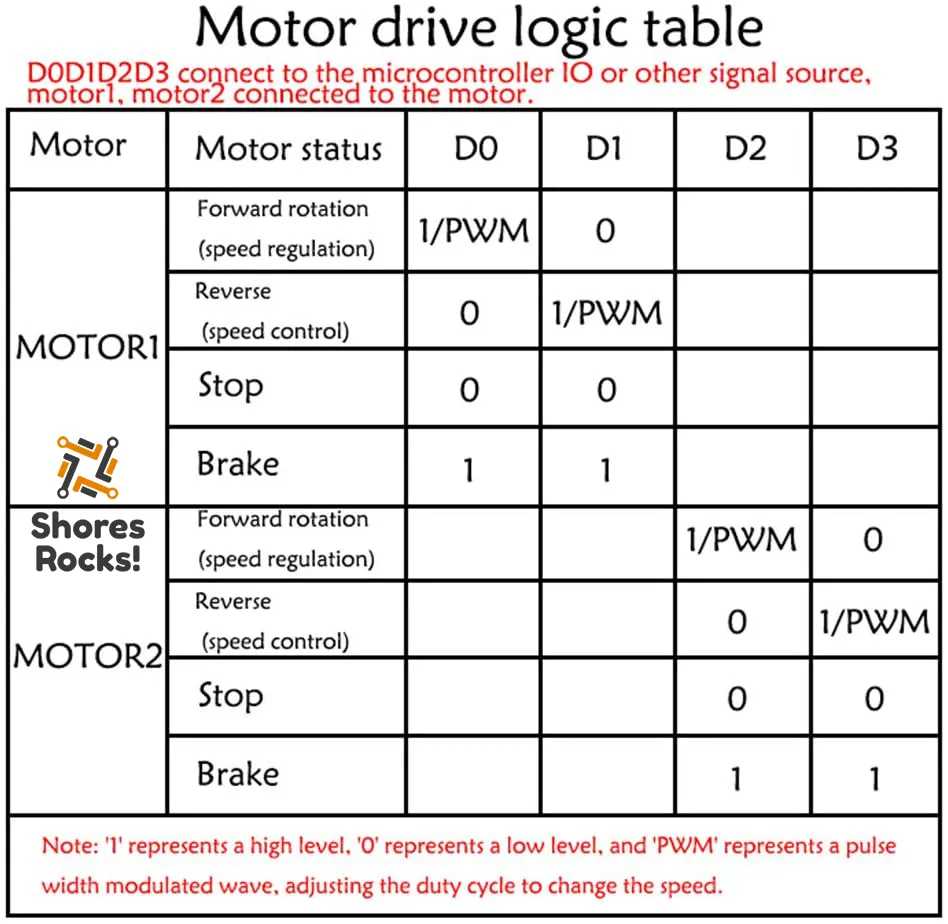 Motor drive logic table
D0D1D2D3 connect to the microcontroller IO or other signal source,
motor1, motor2 connected to the motor.
Motor Motor status D0 D1 D2 D3
MOTOR1
Forward rotation
(speed regulation) 1/PWM 0
Reverse
(speed control) 0 1/PWM
Stop 0 0
Brake 1 1
Shores
Rocks!
MOTOR2
Forward rotation
(speed regulation) 1/PWM 0
Reverse
(speed control) 0 1/PWM
Stop 0 0
Brake 1 1
Note: '1' represents a high level, '0' represents a low level, and 'PWM' represents a pulse
width modulated wave, adjusting the duty cycle to change the speed.